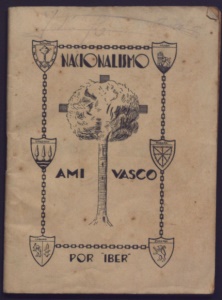 NACIONALISMO
AMI VASCO
POR "IBER"